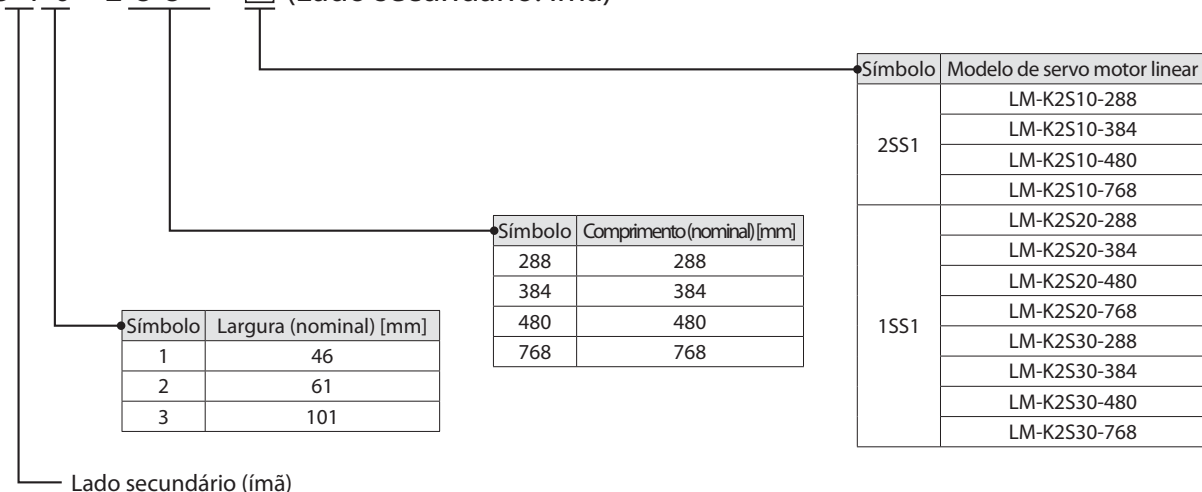 (Lado secundário: ímã)
Símbolo Modelo de servo motor linear
2SS1 LM-K2S10-288
LM-K2S10-384
LM-K2S10-480
LM-K2S10-768
1SS1 LM-K2S20-288
LM-K2S20-384
LM-K2S20-480
LM-K2S20-768
LM-K2S30-288
LM-K2S30-384
LM-K2S30-480
LM-K2S30-768
Símbolo Comprimento (nominal) [mm]
288 288
384 384
480 480
768 768
Símbolo Largura (nominal) [mm]
1 46
2 61
3 101
Lado secundário (ímã)